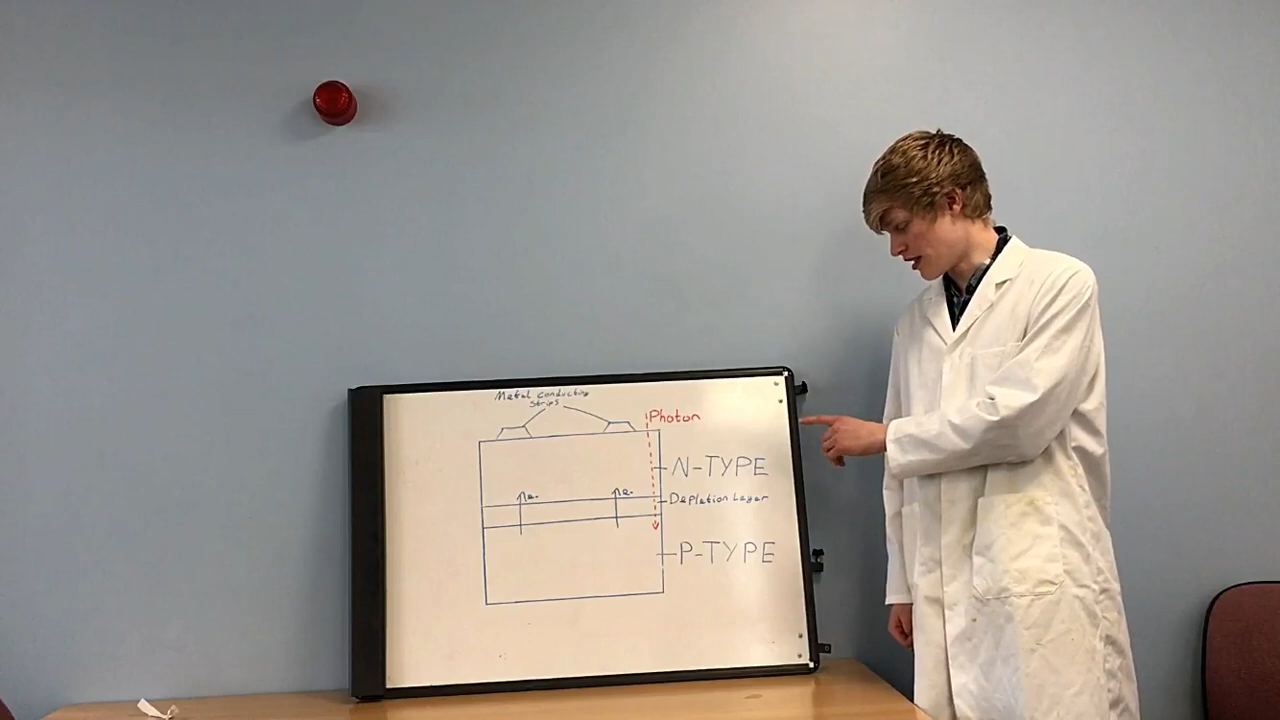 Metal conducting
strips
Photon
N-TYPE
e-
e-
Depletion Layer
P-TYPE